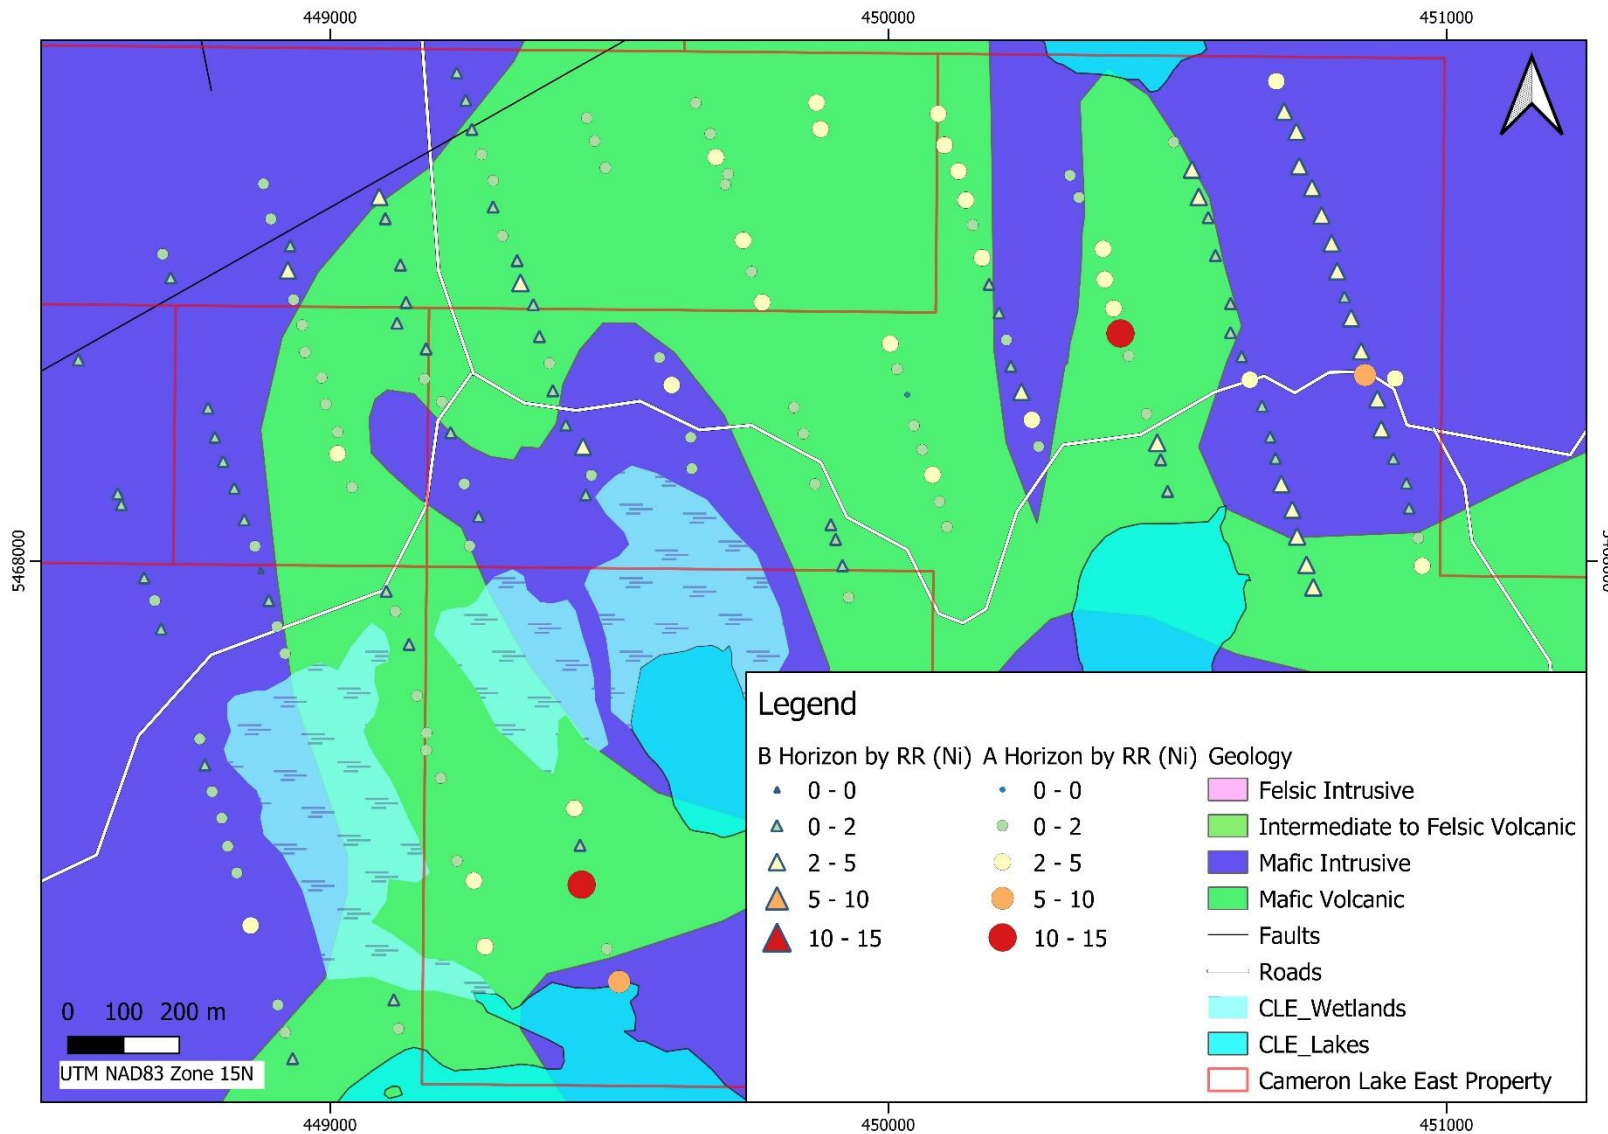 449000 450000 451000
5468000
5468000
Legend
B Horizon by RR (Ni) A Horizon by RR (Ni) Geology
0 - 0 0 - 0 Felsic Intrusive
0 - 2 0 - 2 Intermediate to Felsic Volcanic
2 - 5 2 - 5 Mafic Intrusive
5 - 10 5 - 10 Mafic Volcanic
10 - 15 10 - 15 Faults
Roads
CLE_Wetlands
CLE_Lakes
Cameron Lake East Property
0 100 200 m
UTM NAD83 Zone 15N
449000 450000 451000